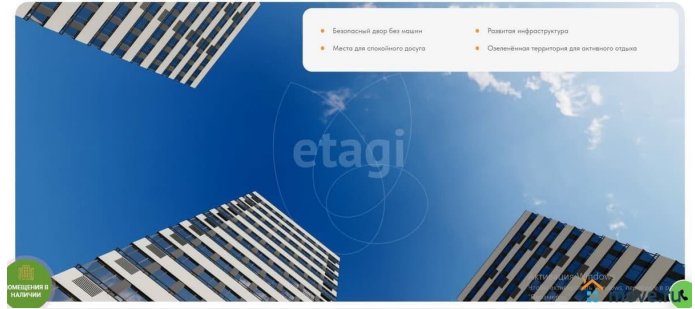 Безопасный двор без машин
Развитая инфраструктура
Места для спокойного досуга
Озеленённая территория для активного отдыха
etagi
Активация Windows
ОМЕЩЕНИЯ В
НАЛИЧИИ
move.ru